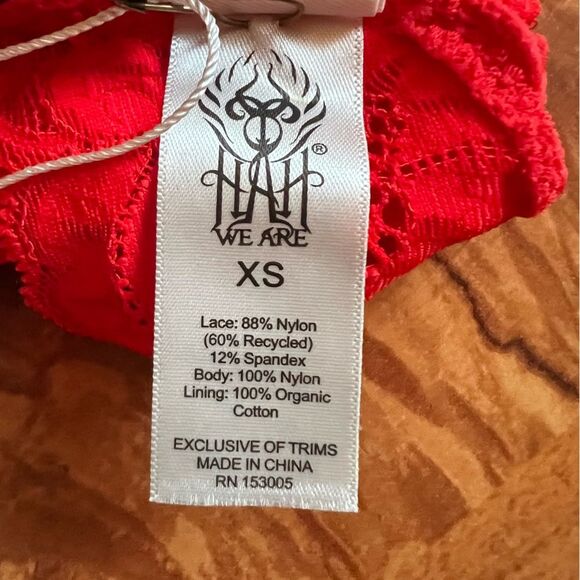 HAH
®
WE ARE
XS
Lace: 88% Nylon
(60% Recycled)
12% Spandex
Body: 100% Nylon
Lining: 100% Organic
Cotton
EXCLUSIVE OF TRIMS
MADE IN CHINA
RN 153005